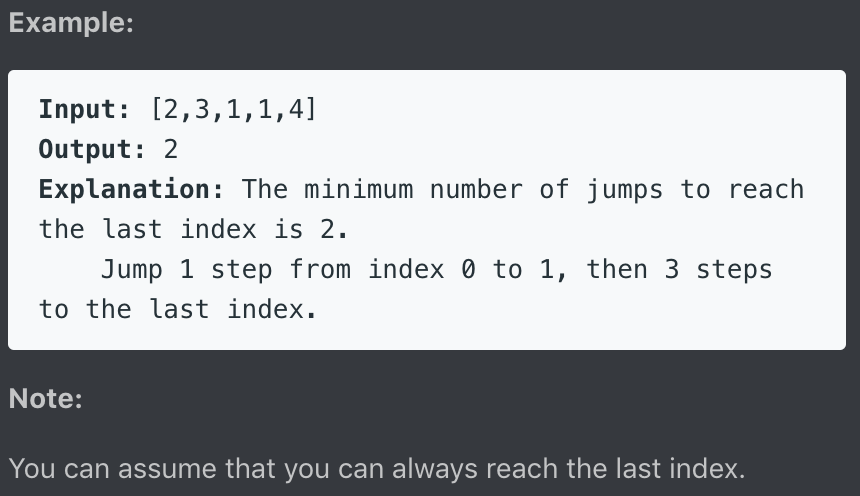 Example:
Input: [2,3,1,1,4]
Output: 2
Explanation: The minimum number of jumps to reach
the last index is 2.
    Jump 1 step from index 0 to 1, then 3 steps
to the last index.
Note:
You can assume that you can always reach the last index.